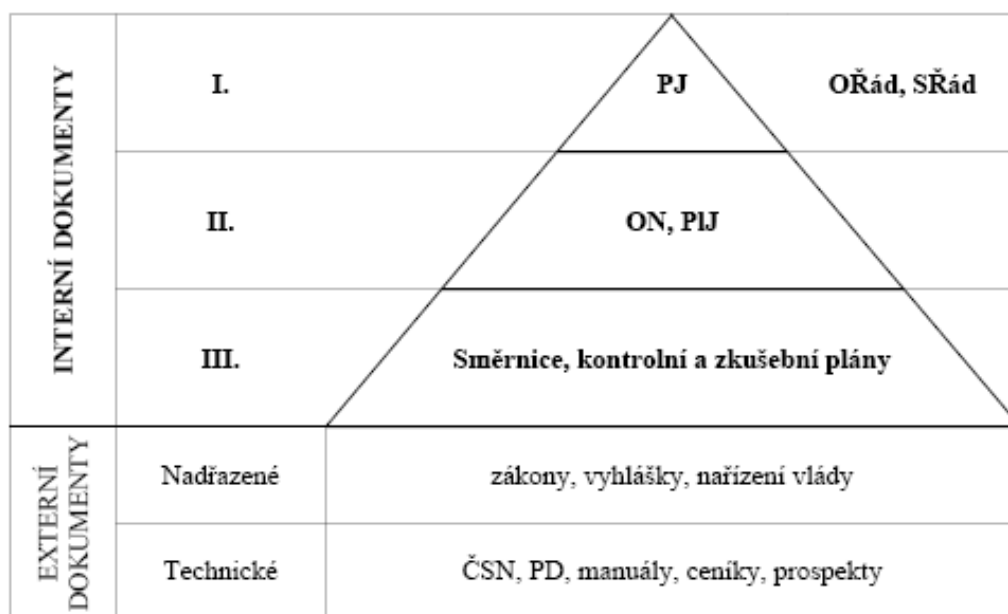 INTERNÍ DOKUMENTY
I.
PJ
OŘád, SŘád
II.
ON, PlJ
III.
Směrnice, kontrolní a zkušební plány
EXTERNÍ
DOKUMENTY
Nadřazené
zákony, vyhlášky, nařízení vlády
Technické
ČSN, PD, manuály, ceníky, prospekty